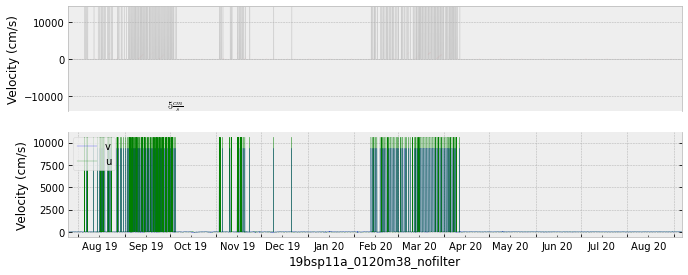 10000
0
−10000
Velocity (cm/s)
5 cm/s
10000
7500
5000
2500
0
Velocity (cm/s)
v
u
Aug 19 Sep 19 Oct 19 Nov 19 Dec 19 Jan 20 Feb 20 Mar 20 Apr 20 May 20 Jun 20 Jul 20 Aug 20
19bsp11a_0120m38_nofilter